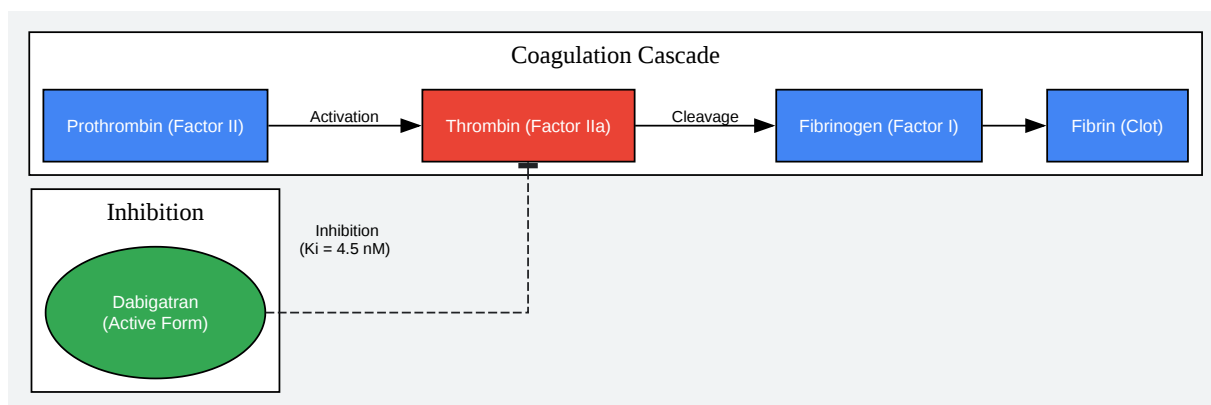 Coagulation Cascade
Prothrombin (Factor II)
Activation
Thrombin (Factor IIa)
Cleavage
Fibrinogen (Factor I)
Fibrin (Clot)
Inhibition
Inhibition
(Ki = 4.5 nM)
Dabigatran
(Active Form)